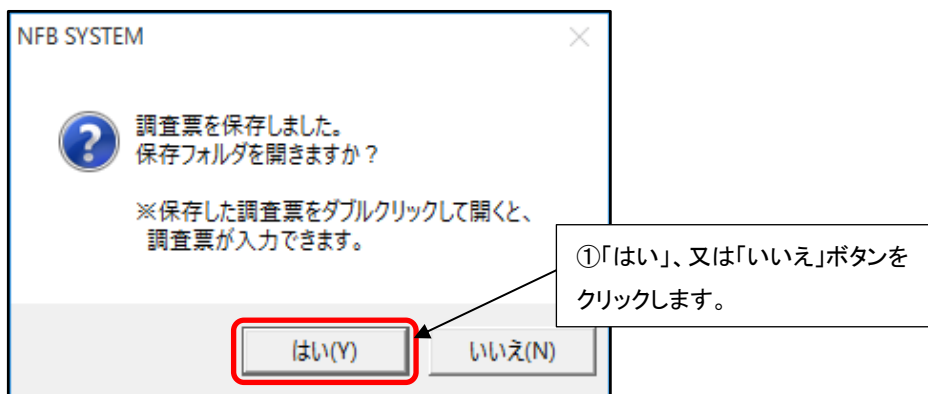 NFB SYSTEM
調査票を保存しました。
保存フォルダを開きますか？
※保存した調査票をダブルクリックして開くと、
調査票が入力できます。
①「はい」、又は「いいえ」ボタンを
クリックします。
はい(Y)
いいえ(N)